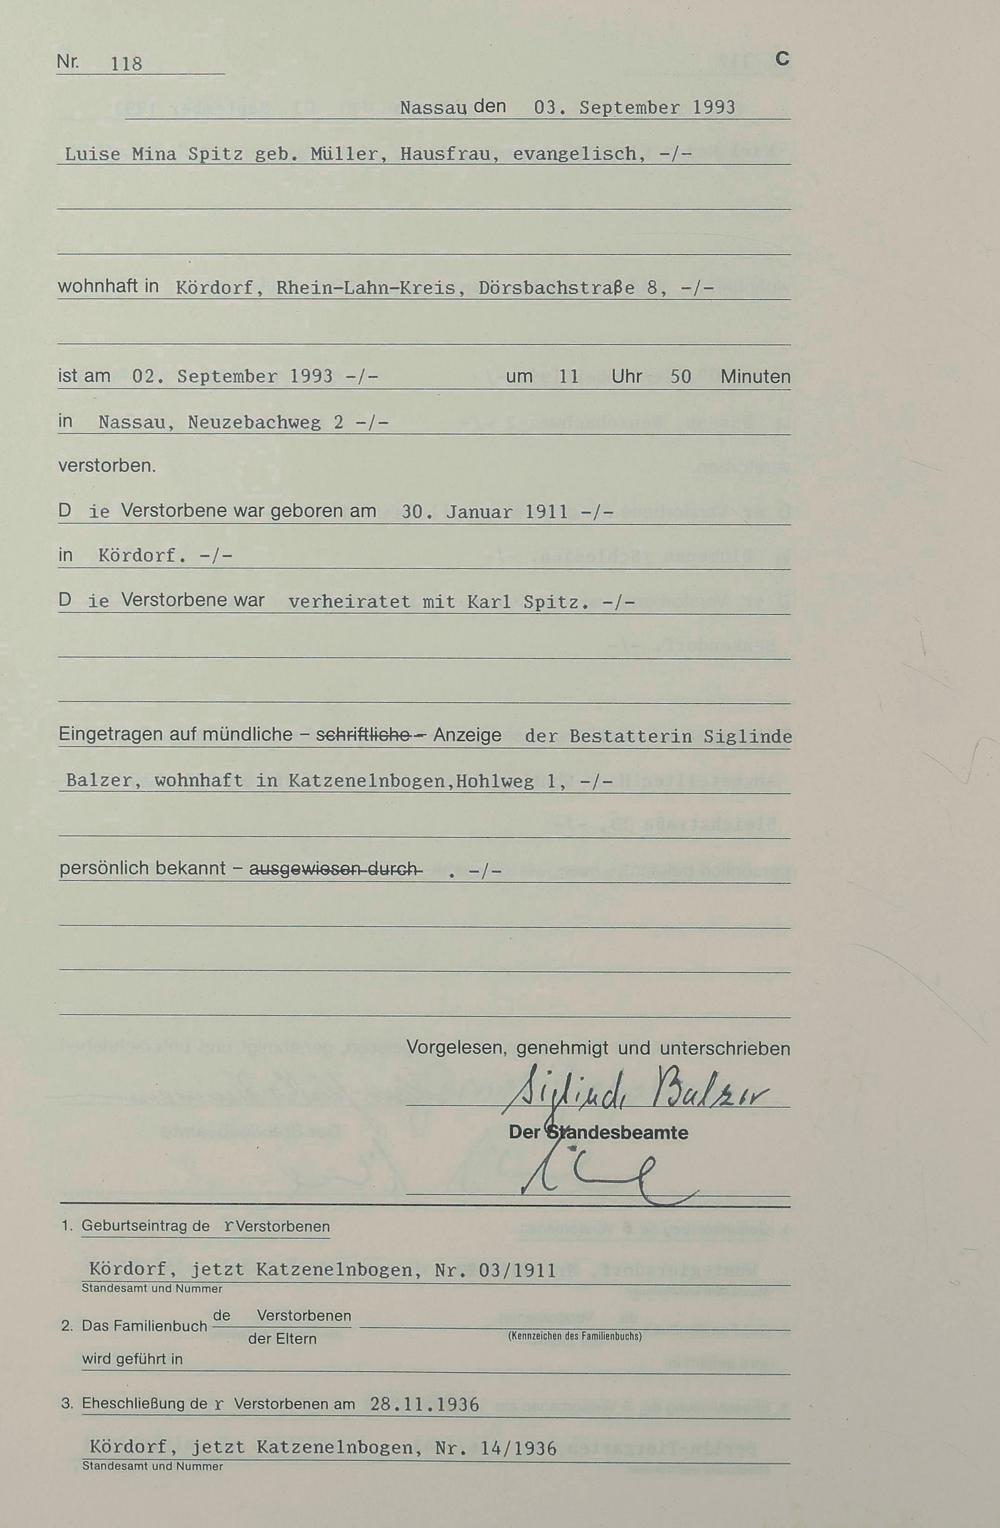 Nr. 118 C
Nassau den 03. September 1993
Luise Mina Spitz geb. Müller, Hausfrau, evangelisch, -/-
wohnhaft in Kördorf, Rhein-Lahn-Kreis, Dörsbachstraße 8, -/-
ist am 02. September 1993 -/- um 11 Uhr 50 Minuten
in Nassau, Neuzebachweg 2 -/-
verstorben.
D ie Verstorbene war geboren am 30. Januar 1911 -/-
in Kördorf. -/-
D ie Verstorbene war verheiratet mit Karl Spitz. -/-
Eingetragen auf mündliche – schriftliche – Anzeige der Bestatterin Siglinde
Balzer, wohnhaft in Katzenelnbogen,Hohlweg 1, -/-
persönlich bekannt – ausgewiesen durch . -/-
Vorgelesen, genehmigt und unterschrieben
Siglinde Balzer
Der Standesbeamte
1. Geburtseintrag de r Verstorbenen
Kördorf, jetzt Katzenelnbogen, Nr. 03/1911
Standesamt und Nummer
2. Das Familienbuch de Verstorbenen
der Eltern (Kennzeichen des Familienbuchs)
wird geführt in
3. Eheschließung de r Verstorbenen am 28.11.1936
Kördorf, jetzt Katzenelnbogen, Nr. 14/1936
Standesamt und Nummer